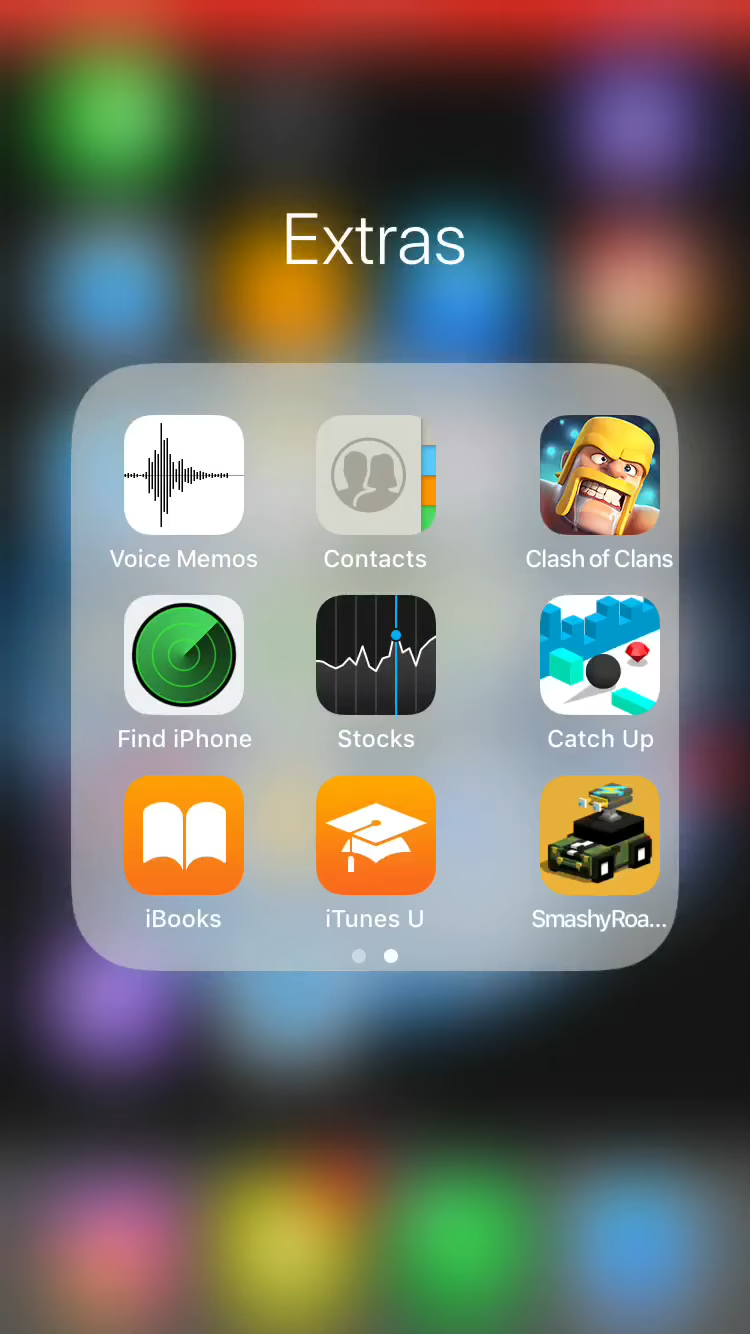 Extras
Voice Memos
Contacts
Clash of Clans
Find iPhone
Stocks
Catch Up
iBooks
iTunes U
SmashyRoa...